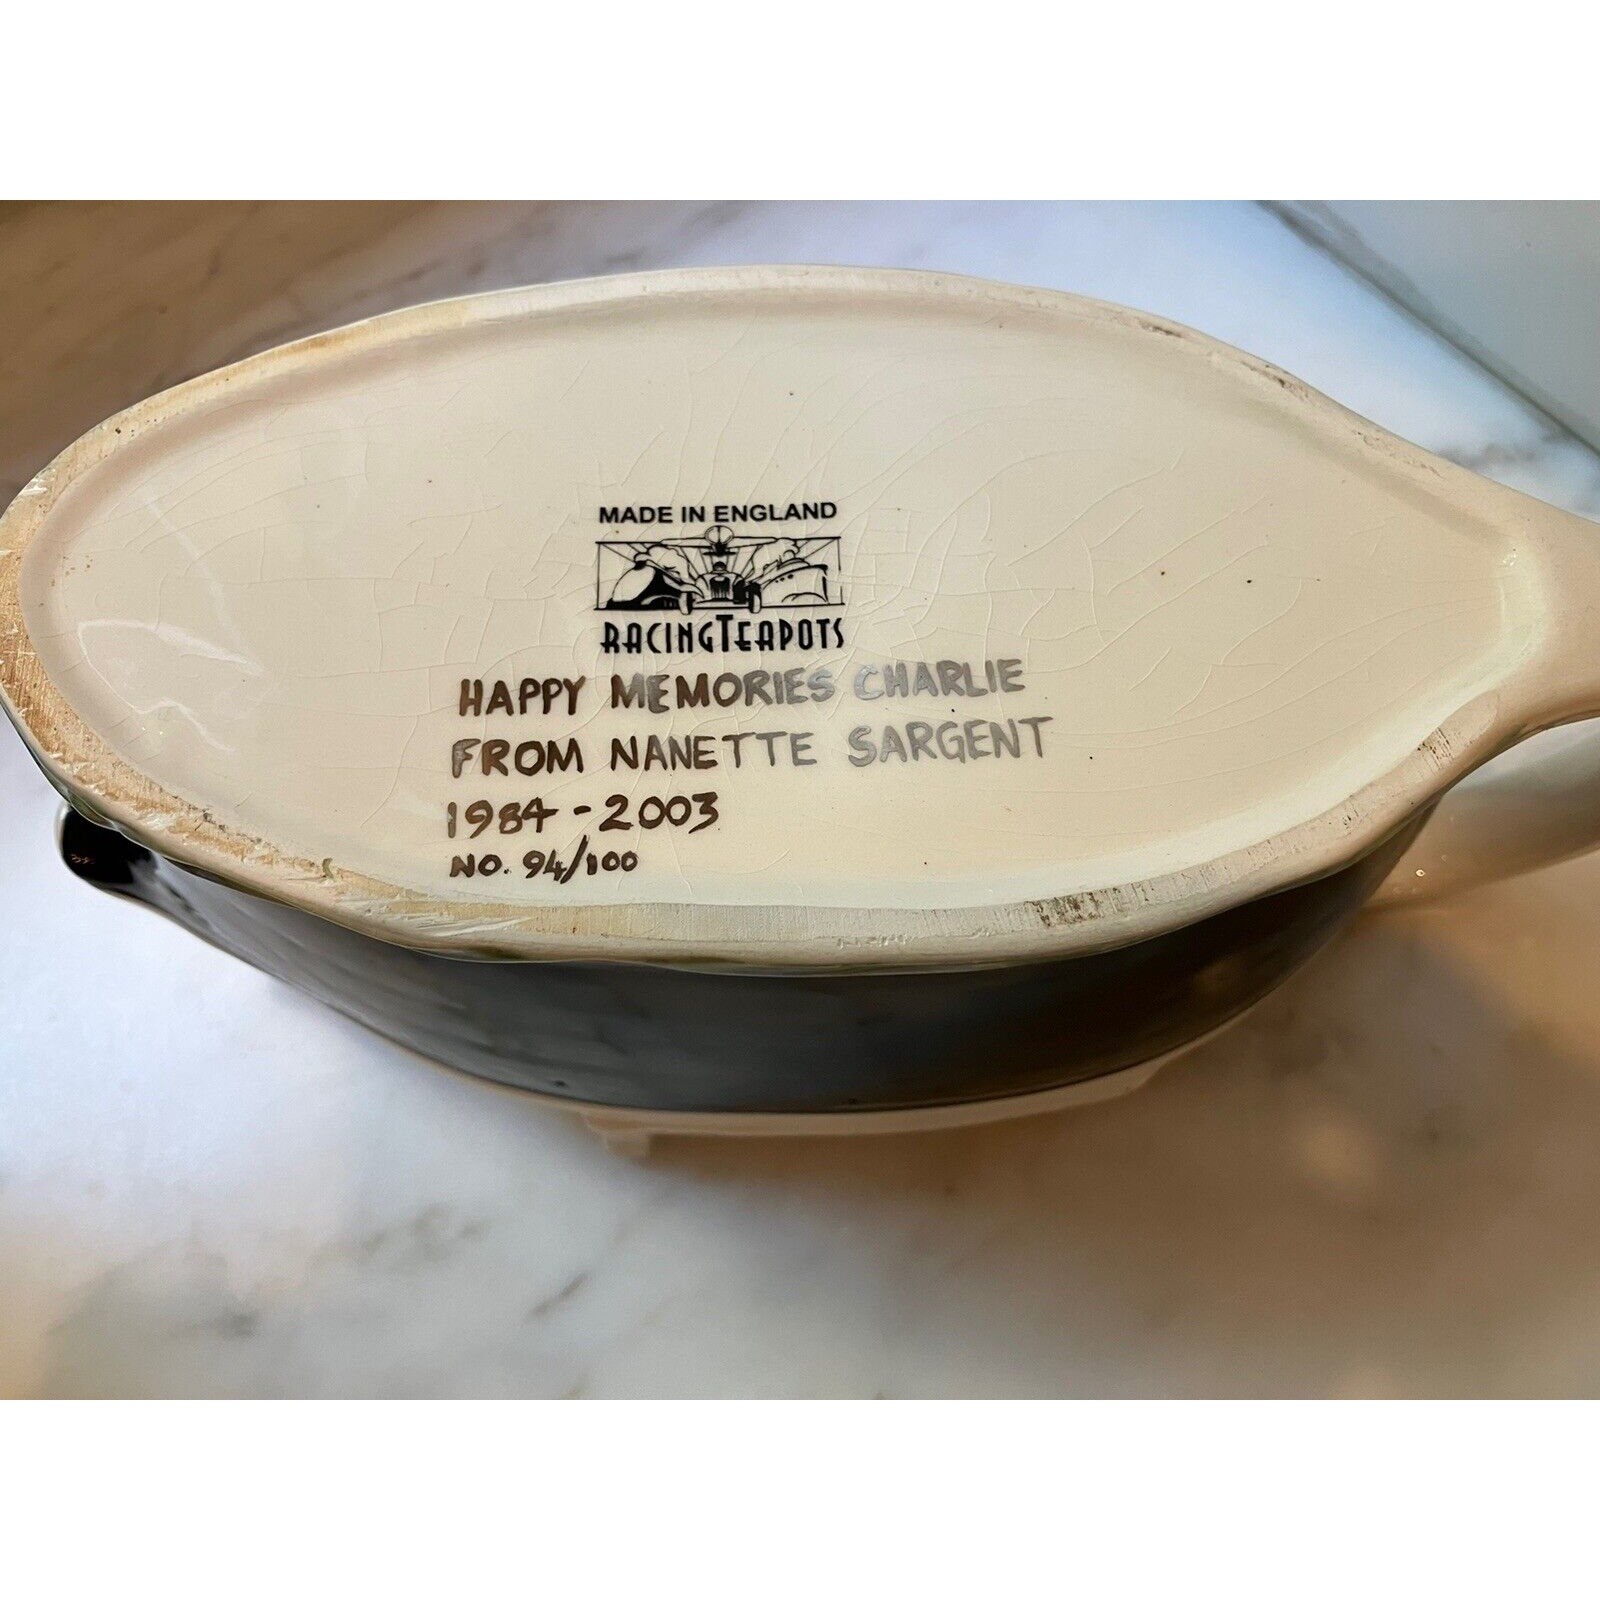 MADE IN ENGLAND
RACINGTEAPOTS
HAPPY MEMORIES CHARLIE
FROM NANETTE SARGENT
1984-2003
NO. 94/100